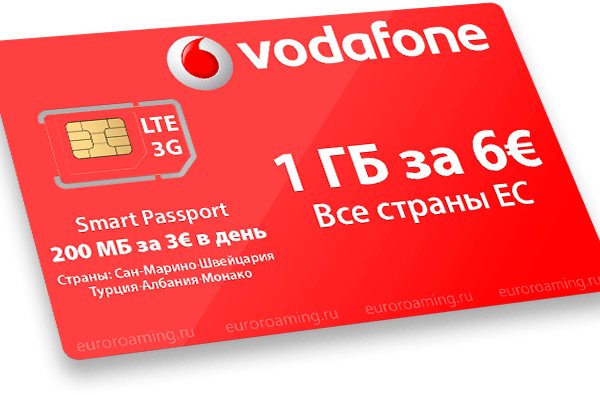 vodafone
LTE
3G
1 ГБ за 6€
Все страны ЕС
Smart Passport
200 МБ за 3€ в день
Страны: Сан-Марино·Швейцария
Турция·Албания·Монако
euroroaming.ru euroroaming.ru euroroaming.ru euroroaming.ru